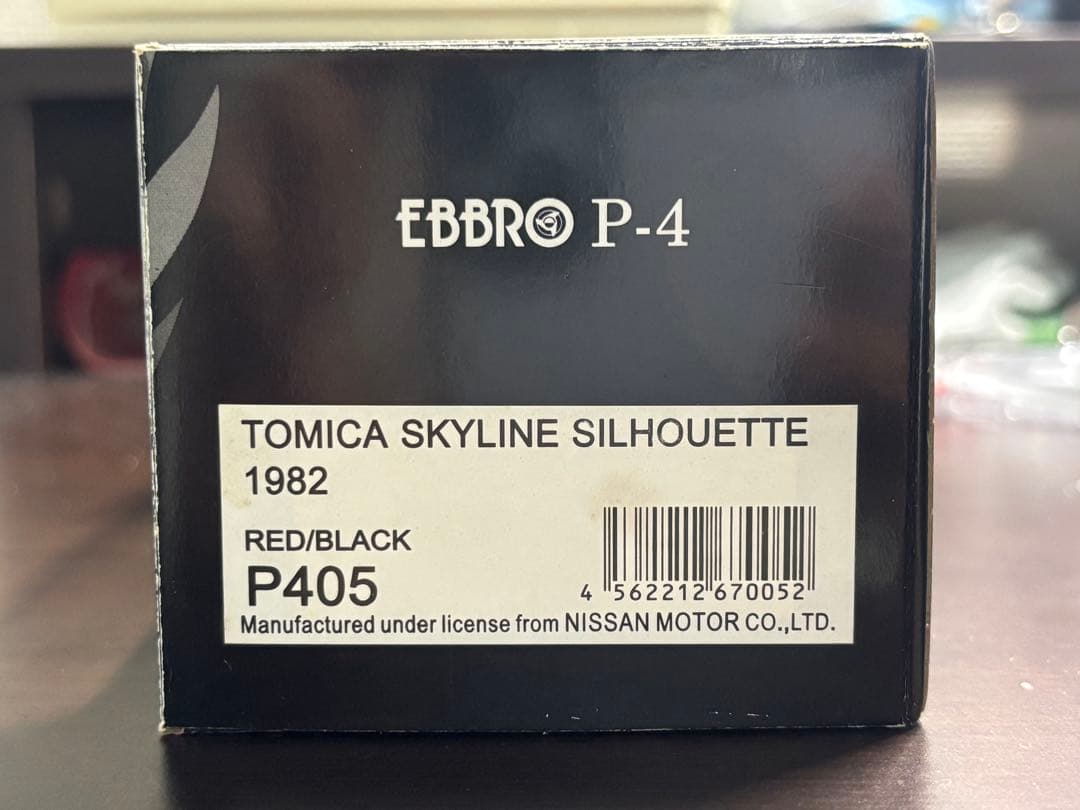 EBBRO P-4
TOMICA SKYLINE SILHOUETTE
1982
RED/BLACK
P405
4 562212 670052
Manufactured under license from NISSAN MOTOR CO.,LTD.